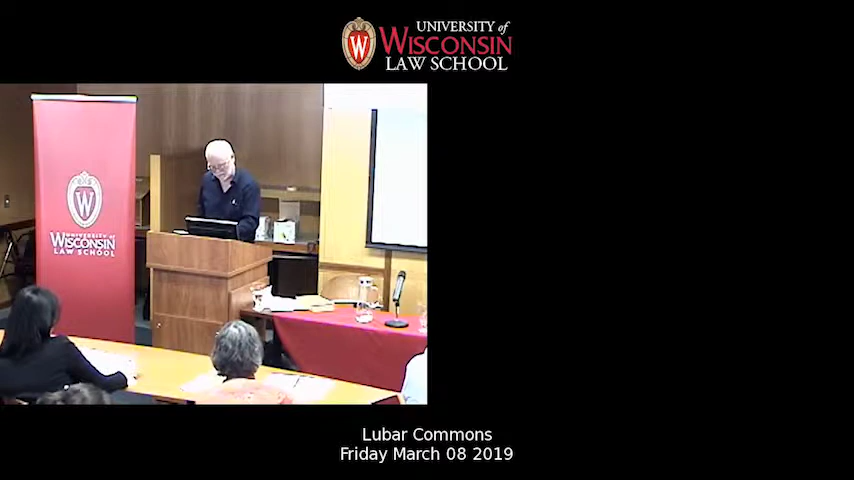 UNIVERSITY of
WISCONSIN
LAW SCHOOL
W
W
UNIVERSITY of
WISCONSIN
LAW SCHOOL
Lubar Commons
Friday March 08 2019